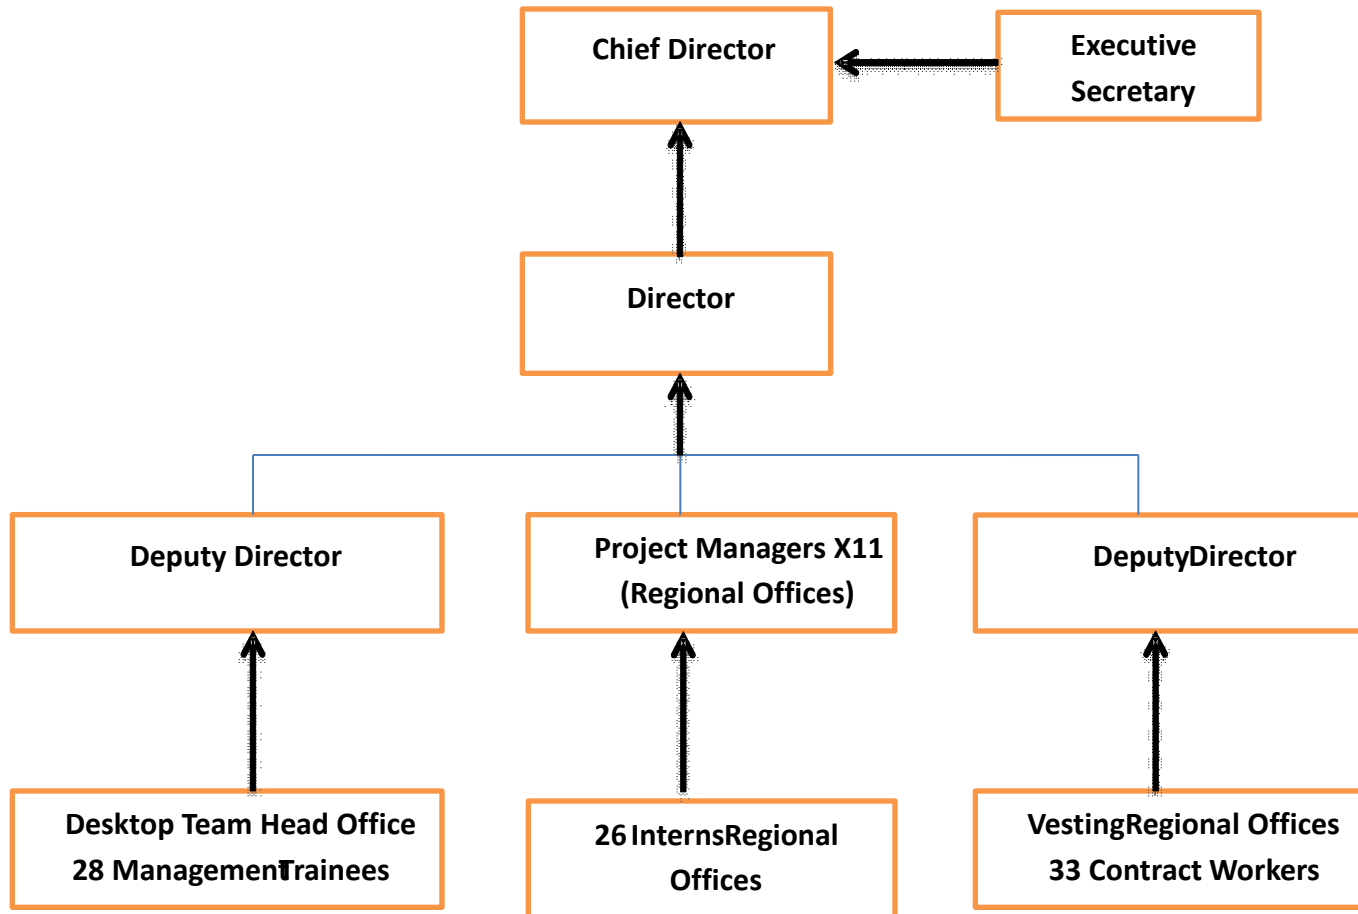 Chief Director
Executive
Secretary
Director
Deputy Director
Project Managers X11
(Regional Offices)
DeputyDirector
Desktop Team Head Office
28 ManagementTrainees
26 InternsRegional
Offices
VestingRegional Offices
33 Contract Workers